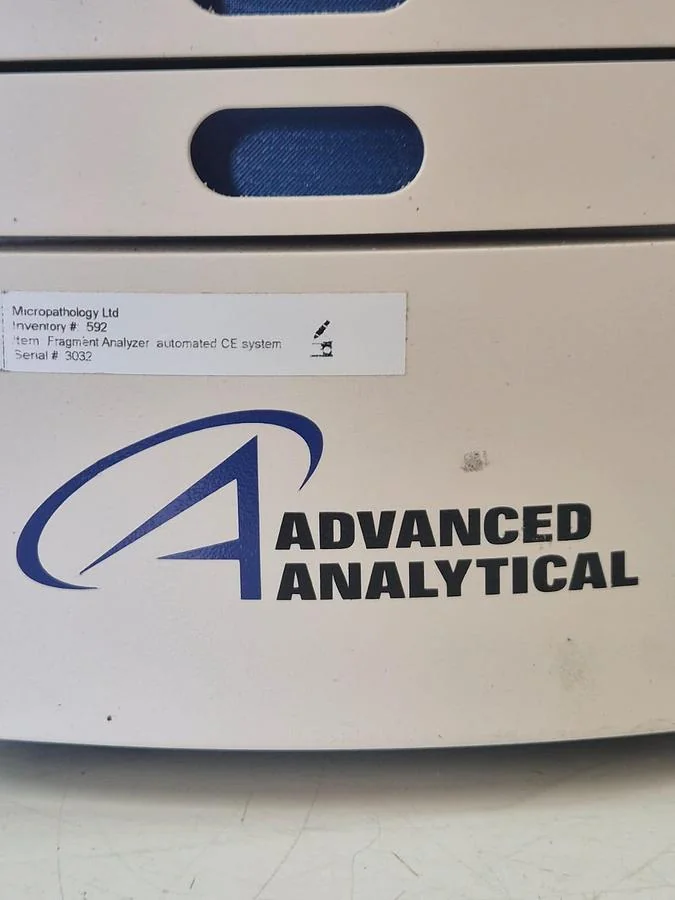 Micropathology Ltd
Inventory #: 592
Item Fragment Analyzer automated CE system
Serial # 3032
ADVANCED
ANALYTICAL